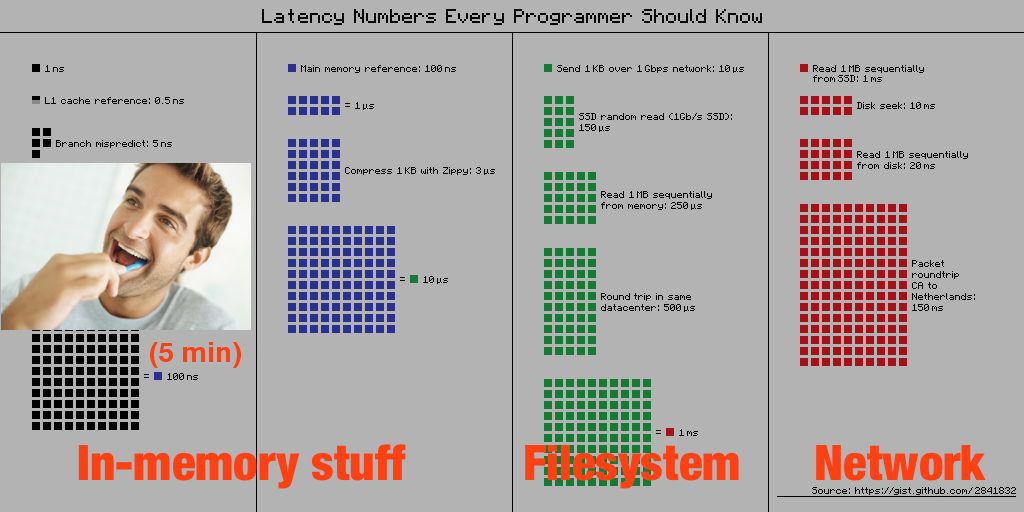 Latency Numbers Every Programmer Should Know
1 ns
L1 cache reference: 0.5 ns
Branch mispredict: 5 ns
(5 min)
= 100 ns
Main memory reference: 100 ns
= 1 µs
Compress 1 KB with Zippy: 3 µs
= 10 µs
Send 1 KB over 1 Gbps network: 10 µs
SSD random read (1Gb/s SSD):
150 µs
Read 1 MB sequentially
from memory: 250 µs
Round trip in same
datacenter: 500 µs
= 1 ms
Read 1 MB sequentially
from SSD: 1 ms
Disk seek: 10 ms
Read 1 MB sequentially
from disk: 20 ms
Packet
roundtrip
CA to
Netherlands:
150 ms
In-memory stuff
Filesystem
Network
Source: https://gist.github.com/2841832